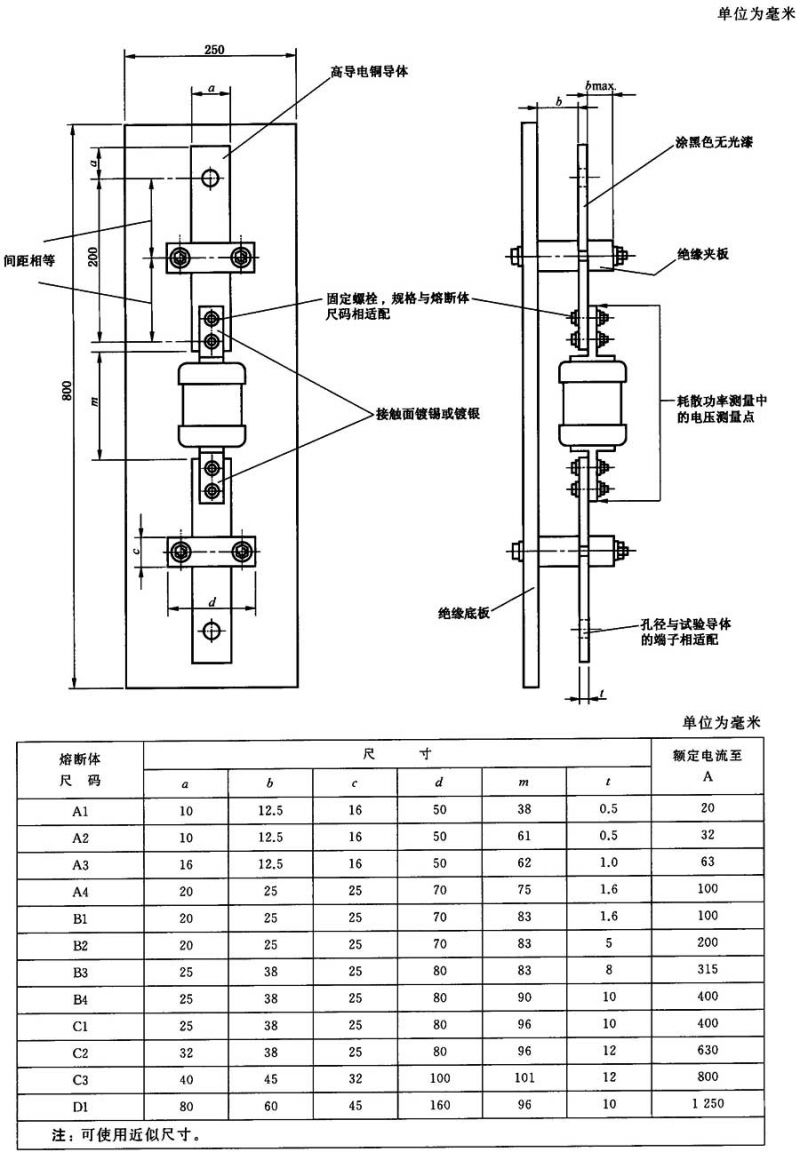 单位为毫米
250
a
高导电铜导体
b
bmax.
涂黑色无光漆
a
间距相等
200
绝缘夹板
固定螺栓，规格与熔断体
尺码相适配
800
m
接触面镀锡或镀银
耗散功率测量中
的电压测量点
c
d
绝缘底板
孔径与试验导体
的端子相适配
t
单位为毫米
熔断体 尺 寸 额定电流至
尺 码 a b c d m t A
A1 10 12.5 16 50 38 0.5 20
A2 10 12.5 16 50 61 0.5 32
A3 16 12.5 16 50 62 1.0 63
A4 20 25 25 70 75 1.6 100
B1 20 25 25 70 83 1.6 100
B2 20 25 25 70 83 5 200
B3 25 38 25 80 83 8 315
B4 25 38 25 80 90 10 400
C1 25 38 25 80 96 10 400
C2 32 38 25 80 96 12 630
C3 40 45 32 100 101 12 800
D1 80 60 45 160 96 10 1 250
注：可使用近似尺寸。